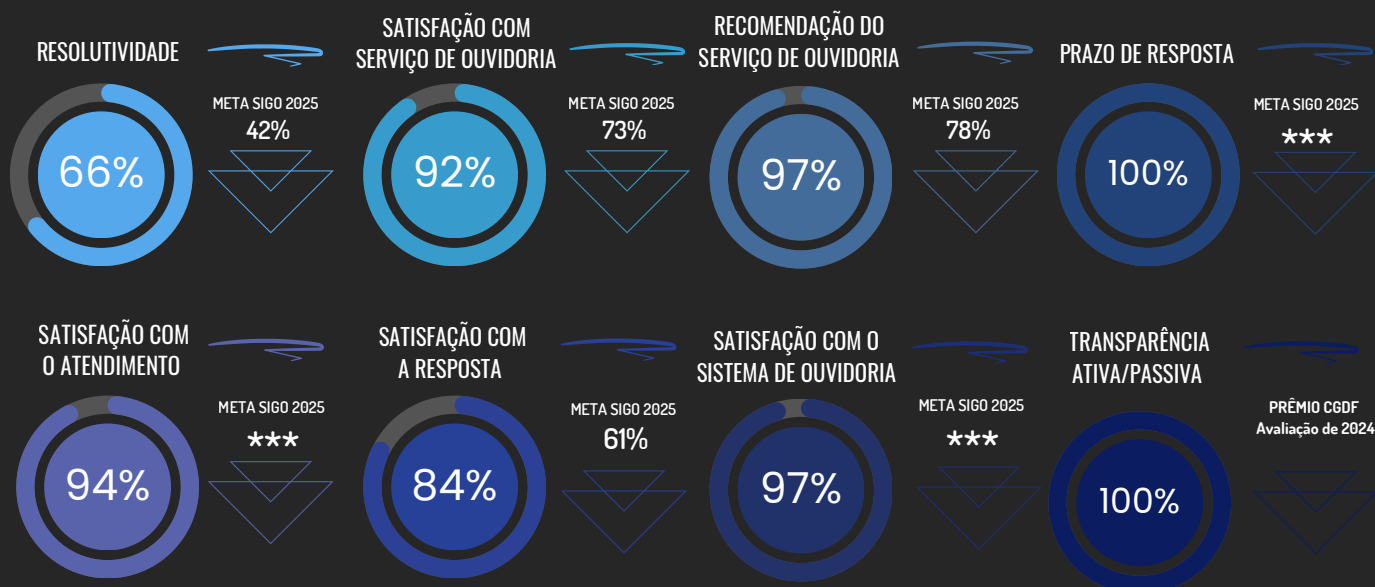 RESOLUTIVIDADE
META SIGO 2025
42%
66%
SATISFAÇÃO COM
SERVIÇO DE OUVIDORIA
META SIGO 2025
73%
92%
RECOMENDAÇÃO DO
SERVIÇO DE OUVIDORIA
META SIGO 2025
78%
97%
PRAZO DE RESPOSTA
META SIGO 2025
***
100%
SATISFAÇÃO COM
O ATENDIMENTO
META SIGO 2025
***
94%
SATISFAÇÃO COM
A RESPOSTA
META SIGO 2025
61%
84%
SATISFAÇÃO COM O
SISTEMA DE OUVIDORIA
META SIGO 2025
***
97%
TRANSPARÊNCIA
ATIVA/PASSIVA
PRÊMIO CGDF
Avaliação de 2024
100%